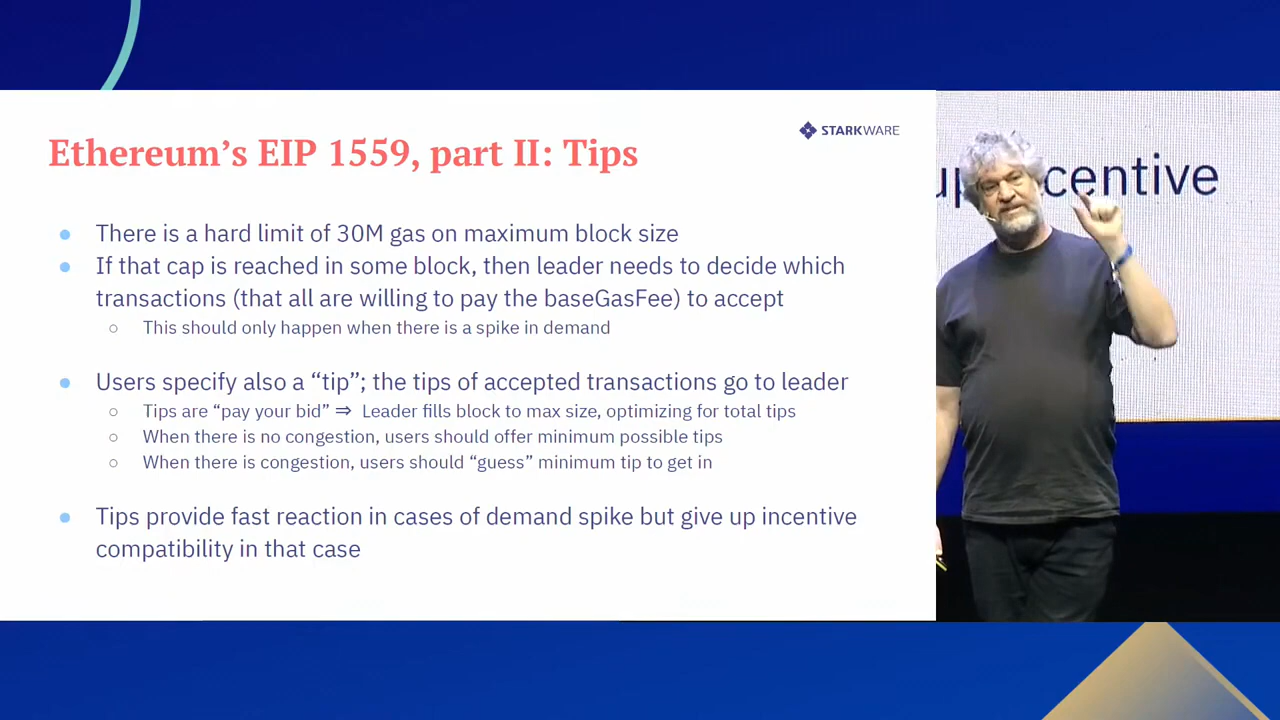 STARKWARE
Ethereum’s EIP 1559, part II: Tips
There is a hard limit of 30M gas on maximum block size
If that cap is reached in some block, then leader needs to decide which
transactions (that all are willing to pay the baseGasFee) to accept
This should only happen when there is a spike in demand
Users specify also a “tip”; the tips of accepted transactions go to leader
Tips are “pay your bid” ⇒ Leader fills block to max size, optimizing for total tips
When there is no congestion, users should offer minimum possible tips
When there is congestion, users should “guess” minimum tip to get in
Tips provide fast reaction in cases of demand spike but give up incentive
compatibility in that case
up incentive